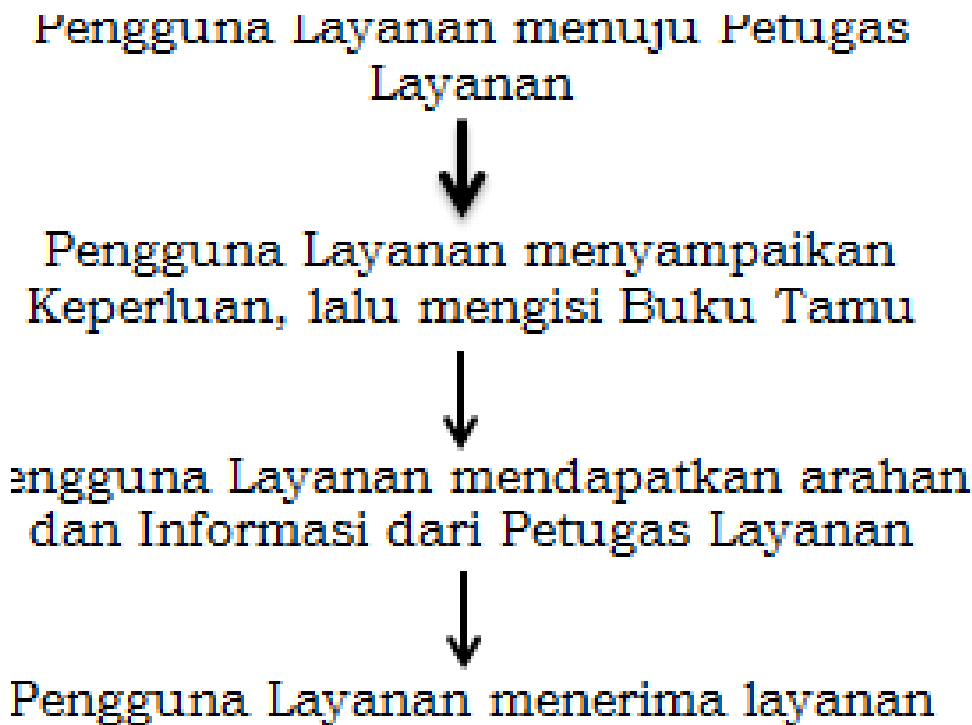 Pengguna Layanan menuju Petugas
Layanan
Pengguna Layanan menyampaikan
Keperluan, lalu mengisi Buku Tamu
engguna Layanan mendapatkan arahan
dan Informasi dari Petugas Layanan
Pengguna Layanan menerima layanan